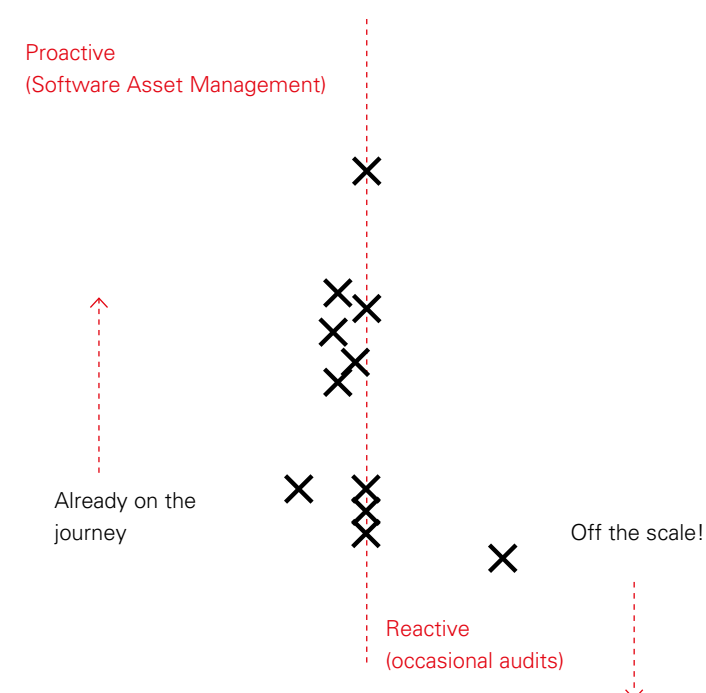 Proactive
(Software Asset Management)
Already on the
journey
Off the scale!
Reactive
(occasional audits)